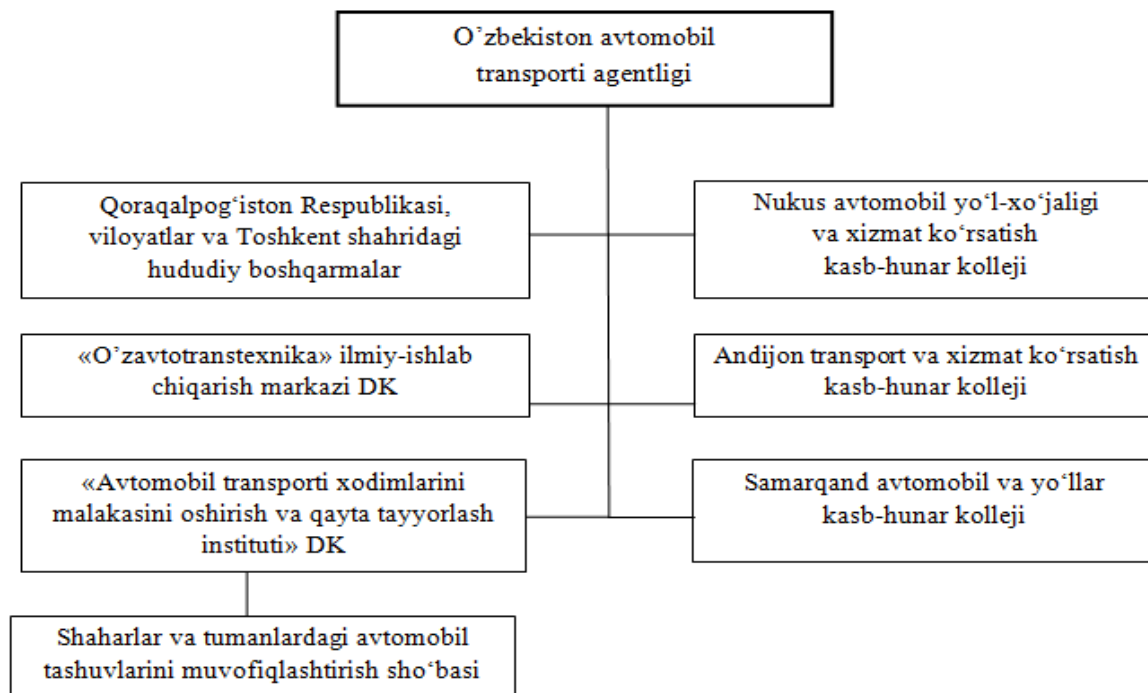 O’zbekiston avtomobil
transporti agentligi
Qoraqalpog‘iston Respublikasi,
viloyatlar va Toshkent shahridagi
hududiy boshqarmalar
Nukus avtomobil yo‘l-xo‘jaligi
va xizmat ko‘rsatish
kasb-hunar kolleji
«O’zavtotranstexnika» ilmiy-ishlab
chiqarish markazi DK
Andijon transport va xizmat ko‘rsatish
kasb-hunar kolleji
«Avtomobil transporti xodimlarini
malakasini oshirish va qayta tayyorlash
instituti» DK
Samarqand avtomobil va yo‘llar
kasb-hunar kolleji
Shaharlar va tumanlardagi avtomobil
tashuvlarini muvofiqlashtirish sho‘basi